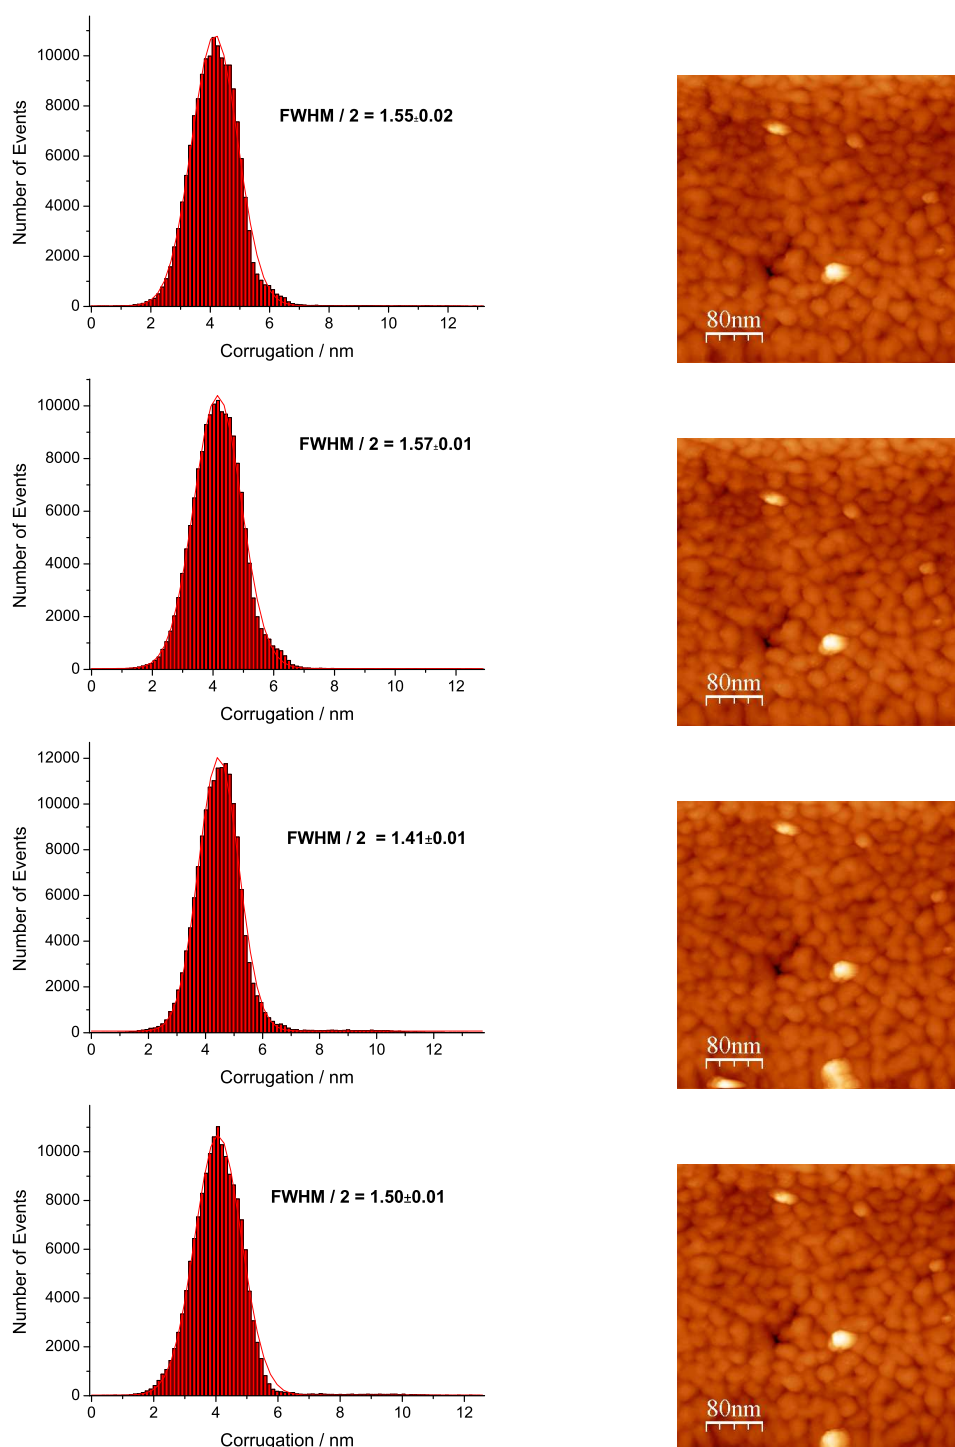 10000
8000
6000
4000
2000
0
Number of Events
FWHM / 2 = 1.55±0.02
0 2 4 6 8 10 12
Corrugation / nm
80nm
10000
8000
6000
4000
2000
0
Number of Events
FWHM / 2 = 1.57±0.01
0 2 4 6 8 10 12
Corrugation / nm
80nm
12000
10000
8000
6000
4000
2000
0
Number of Events
FWHM / 2 = 1.41±0.01
0 2 4 6 8 10 12
Corrugation / nm
80nm
10000
8000
6000
4000
2000
0
Number of Events
FWHM / 2 = 1.50±0.01
0 2 4 6 8 10 12
Corrugation / nm
80nm